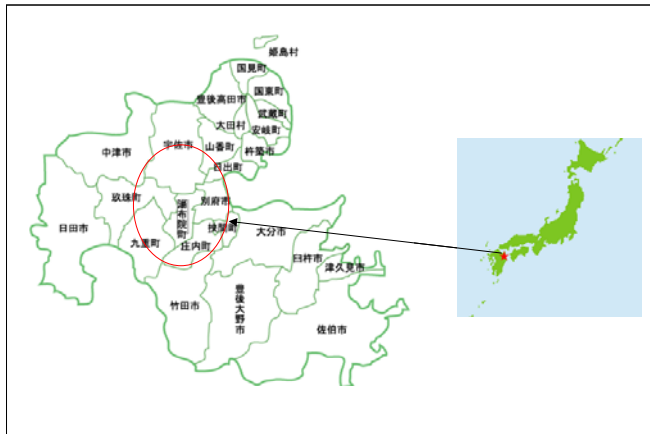 姫島村
国見町
国東町
豊後高田市
武蔵町
大田村
安岐町
宇佐市
山香町
杵築市
中津市
日出町
玖珠町
別府市
湯布院町
日田市
挾間町
大分市
九重町
庄内町
臼杵市
津久見市
竹田市
豊後大野市
佐伯市